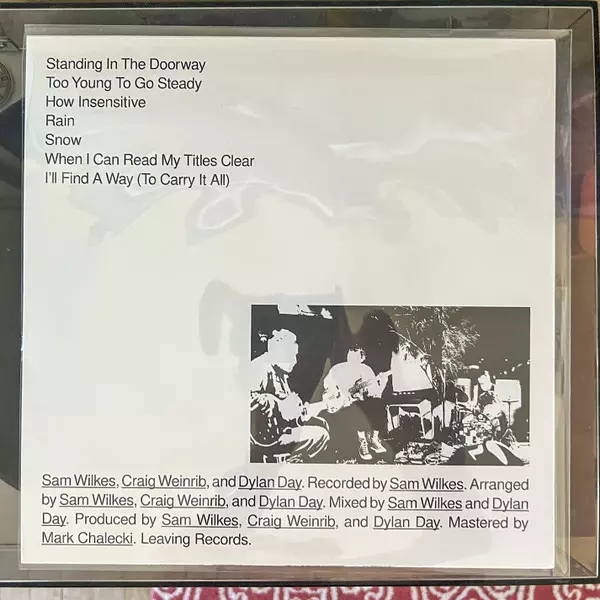 Standing In The Doorway
Too Young To Go Steady
How Insensitive
Rain
Snow
When I Can Read My Titles Clear
I'll Find A Way (To Carry It All)
Sam Wilkes, Craig Weinrib, and Dylan Day. Recorded by Sam Wilkes. Arranged
by Sam Wilkes, Craig Weinrib, and Dylan Day. Mixed by Sam Wilkes and Dylan
Day. Produced by Sam Wilkes, Craig Weinrib, and Dylan Day. Mastered by
Mark Chalecki. Leaving Records.